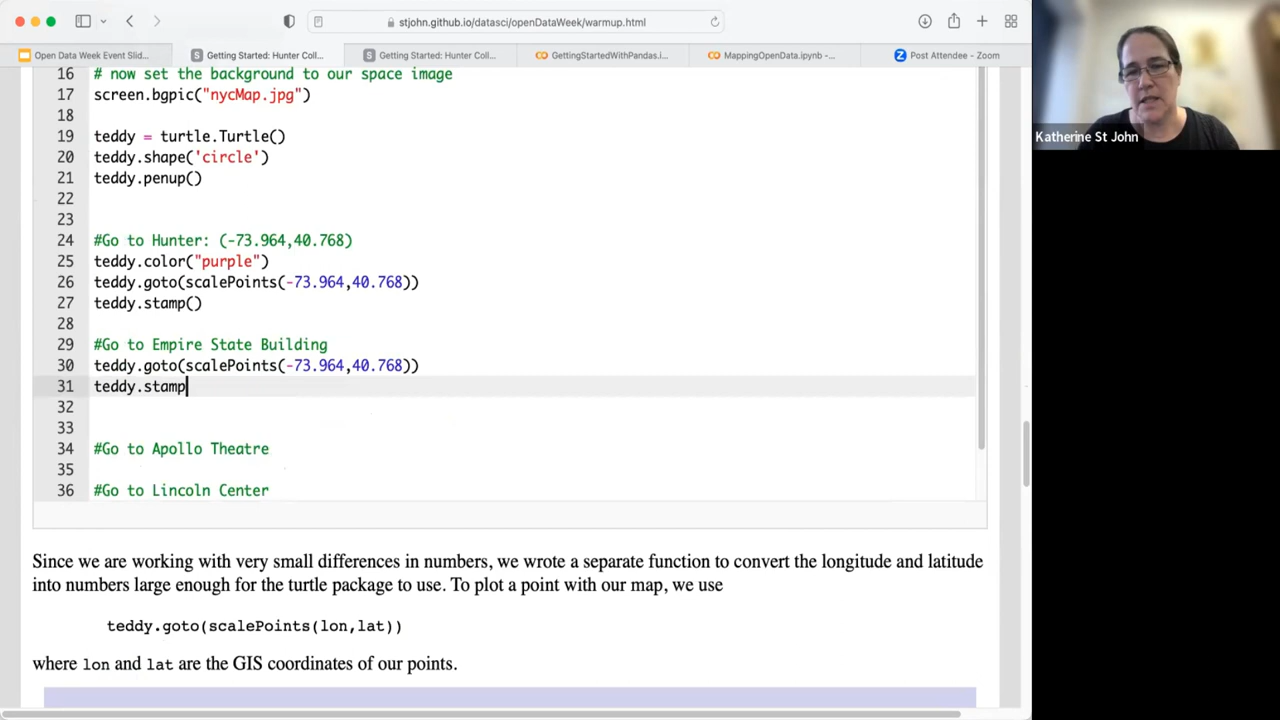 stjohn.github.io/datasci/openDataWeek/warmup.html
Open Data Week Event Slid...
Getting Started: Hunter Coll...
Getting Started: Hunter Coll...
GettingStartedWithPandas.i...
MappingOpenData.ipynb -...
Post Attendee - Zoom
16 # now set the background to our space image
17 screen.bgpic("nycMap.jpg")
18
19 teddy = turtle.Turtle()
20 teddy.shape('circle')
21 teddy.penup()
22
23
24 #Go to Hunter: (-73.964,40.768)
25 teddy.color("purple")
26 teddy.goto(scalePoints(-73.964,40.768))
27 teddy.stamp()
28
29 #Go to Empire State Building
30 teddy.goto(scalePoints(-73.964,40.768))
31 teddy.stamp
32
33
34 #Go to Apollo Theatre
35
36 #Go to Lincoln Center
Since we are working with very small differences in numbers, we wrote a separate function to convert the longitude and latitude
into numbers large enough for the turtle package to use. To plot a point with our map, we use
teddy.goto(scalePoints(lon,lat))
where lon and lat are the GIS coordinates of our points.
Katherine St John